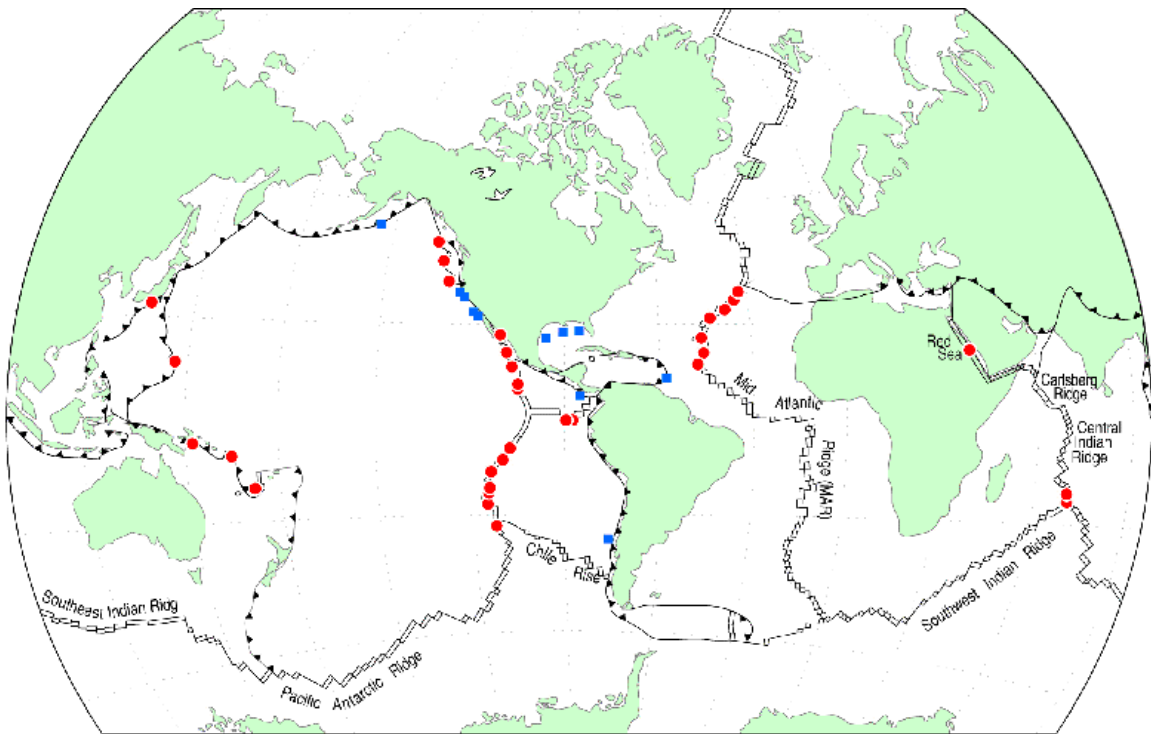 Red
Sea
Carlsberg
Ridge
Mid
Atlantic
Central
Indian
Ridge
Ridge (MAR)
Chile
Rise
Southwest Indian Ridge
Southeast Indian Ridg
Pacific Antarctic Ridge